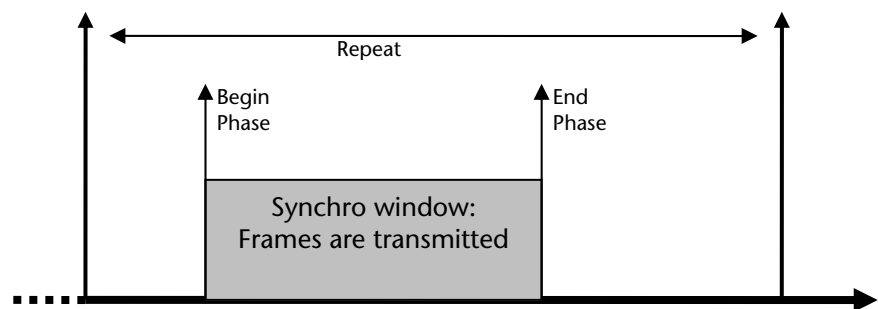 Repeat
Begin
Phase
End
Phase
Synchro window:
Frames are transmitted